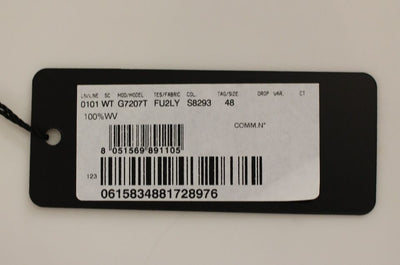 LN/LINE SC MOD/MODEL TES/FABRIC COL. TAG/SIZE DROP VAR. CT
0101 WT G7207T FU2LY S8293 48
100%WV
COMM.N°
8 051569 891105
123
0615834881728976